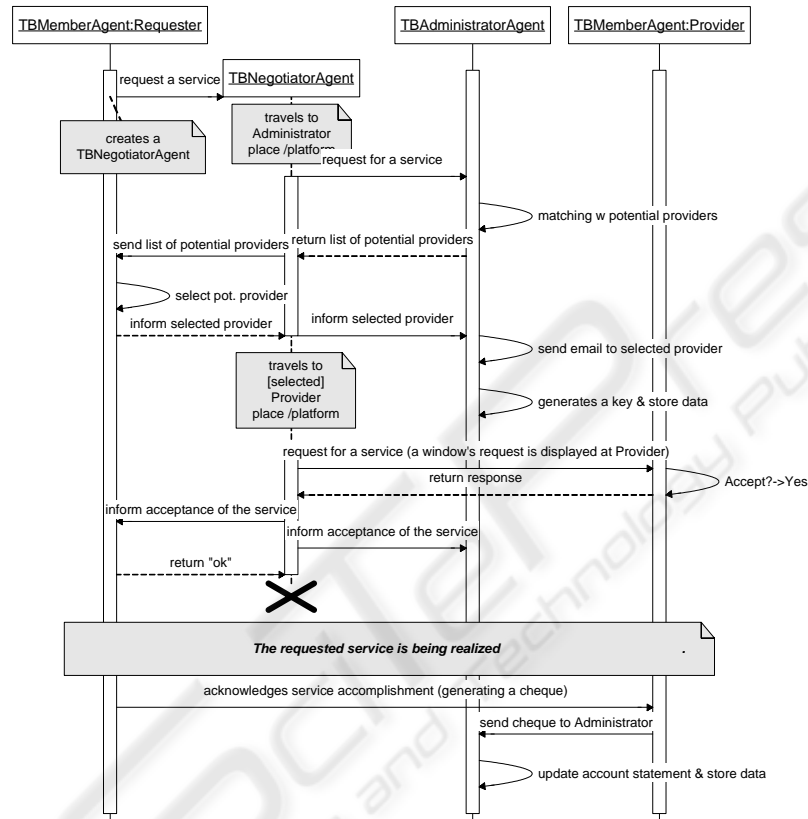 TBMemberAgent:Requester
TBAdministratorAgent
TBMemberAgent:Provider
request a service
TBNegotiatorAgent
travels to
Administrator
place /platform
creates a
TBNegotiatorAgent
request for a service
matching w potential providers
send list of potential providers
return list of potential providers
select pot. provider
inform selected provider
inform selected provider
send email to selected provider
travels to
[selected]
Provider
place /platform
generates a key & store data
request for a service (a window's request is displayed at Provider)
return response
Accept?->Yes
inform acceptance of the service
inform acceptance of the service
return "ok"
The requested service is being realized .
acknowledges service accomplishment (generating a cheque)
send cheque to Administrator
update account statement & store data